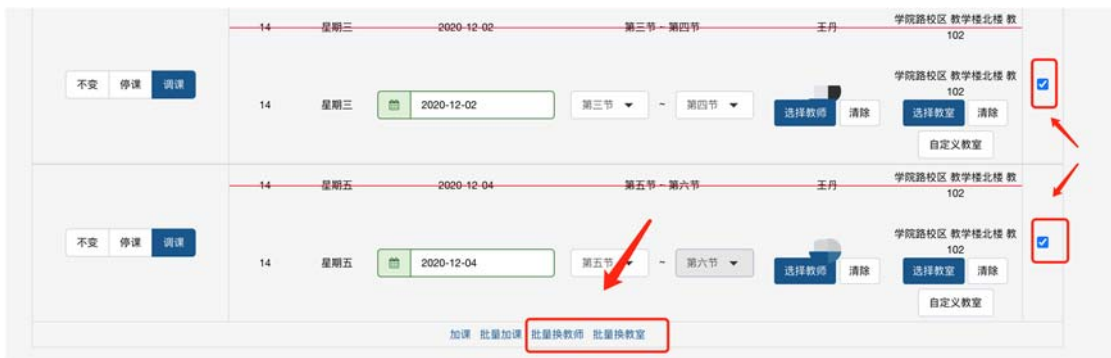 14 星期三 2020-12-02 第三节 ~ 第四节 王丹 学院路校区 教学楼北楼 教
102
不变 停课 调课
学院路校区 教学楼北楼 教
102
14 星期三 2020-12-02 第三节 ~ 第四节
选择教师 清除 选择教室 清除
自定义教室
14 星期五 2020-12-04 第五节 ~ 第六节 王丹 学院路校区 教学楼北楼 教
102
不变 停课 调课
学院路校区 教学楼北楼 教
102
14 星期五 2020-12-04 第五节 ~ 第六节
选择教师 清除 选择教室 清除
自定义教室
加课 批量加课 批量换教师 批量换教室